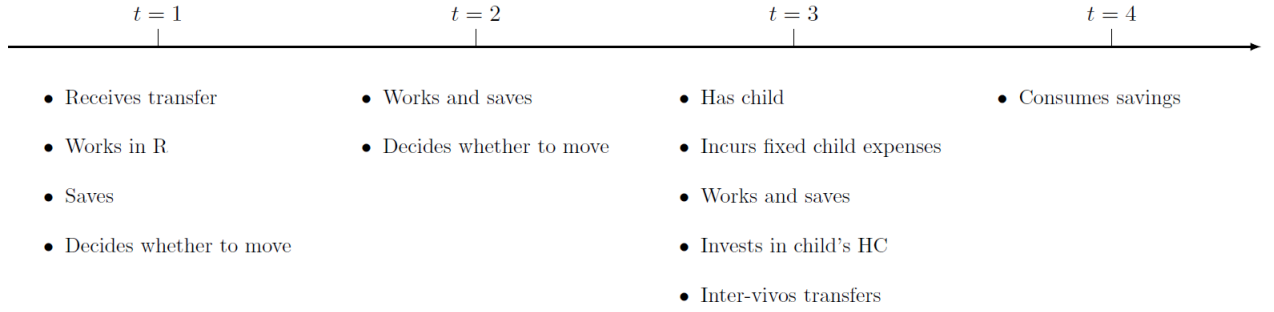 t = 1
t = 2
t = 3
t = 4
• Receives transfer
• Works in R
• Saves
• Decides whether to move
• Works and saves
• Decides whether to move
• Has child
• Incurs fixed child expenses
• Works and saves
• Invests in child's HC
• Inter-vivos transfers
• Consumes savings